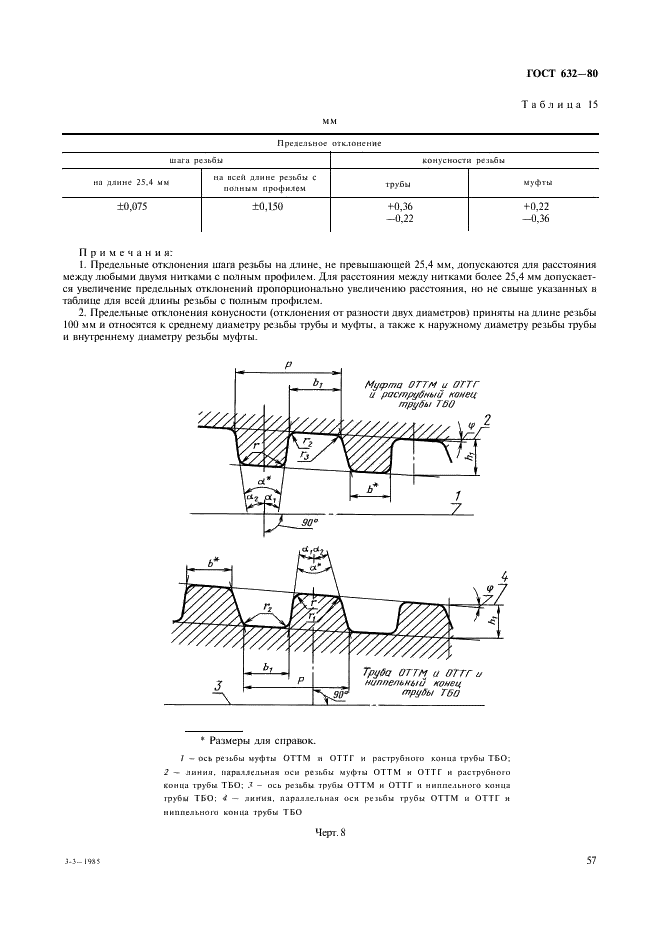 ГОСТ 632—80
Таблица 15
мм
Предельное отклонение
шага резьбы
конусности резьбы
на длине 25,4 мм
на всей длине резьбы с
полным профилем
трубы
муфты
±0,075
±0,150
+0,36
—0,22
+0,22
—0,36
Примечания:
1. Предельные отклонения шага резьбы на длине, не превышающей 25,4 мм, допускаются для расстояния
между любыми двумя нитками с полным профилем. Для расстояния между нитками более 25,4 мм допускает-
ся увеличение предельных отклонений пропорционально увеличению расстояния, но не свыше указанных в
таблице для всей длины резьбы с полным профилем.
2. Предельные отклонения конусности (отклонения от разности двух диаметров) приняты на длине резьбы
100 мм и относятся к среднему диаметру резьбы трубы и муфты, а также к наружному диаметру резьбы трубы
и внутреннему диаметру резьбы муфты.
P
b₁
Муфта ОТТМ и ОТТГ
и раструбный конец
трубы ТБО
φ
2
r
r₂
r₃
h₁
α*
α₂ α₁
b*
1
90°
α₁ α₂
α*
b*
φ
4
r₂
r
r₁
h₁
b₁
P
Труба ОТТМ и ОТТГ и
ниппельный конец
трубы ТБО
3
90°
* Размеры для справок.
1 – ось резьбы муфты ОТТМ и ОТТГ и раструбного конца трубы ТБО;
2 — линия, параллельная оси резьбы муфты ОТТМ и ОТТГ и раструбного
конца трубы ТБО; 3 – ось резьбы трубы ОТТМ и ОТТГ и ниппельного конца
трубы ТБО; 4 — линия, параллельная оси резьбы трубы ОТТМ и ОТТГ и
ниппельного конца трубы ТБО
Черт. 8
3-3—1985
57